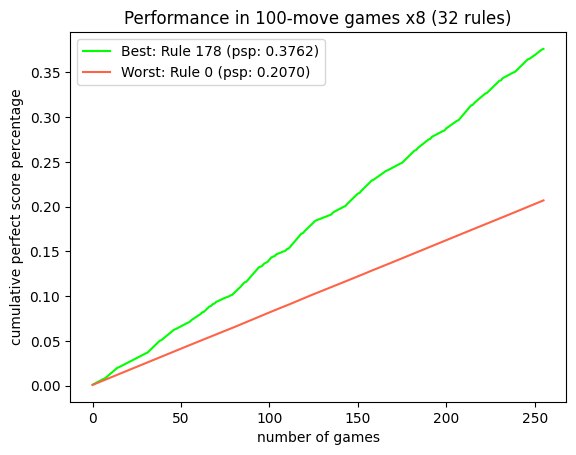 Performance in 100-move games x8 (32 rules)
Best: Rule 178 (psp: 0.3762)
Worst: Rule 0 (psp: 0.2070)
cumulative perfect score percentage
0.35
0.30
0.25
0.20
0.15
0.10
0.05
0.00
0 50 100 150 200 250
number of games